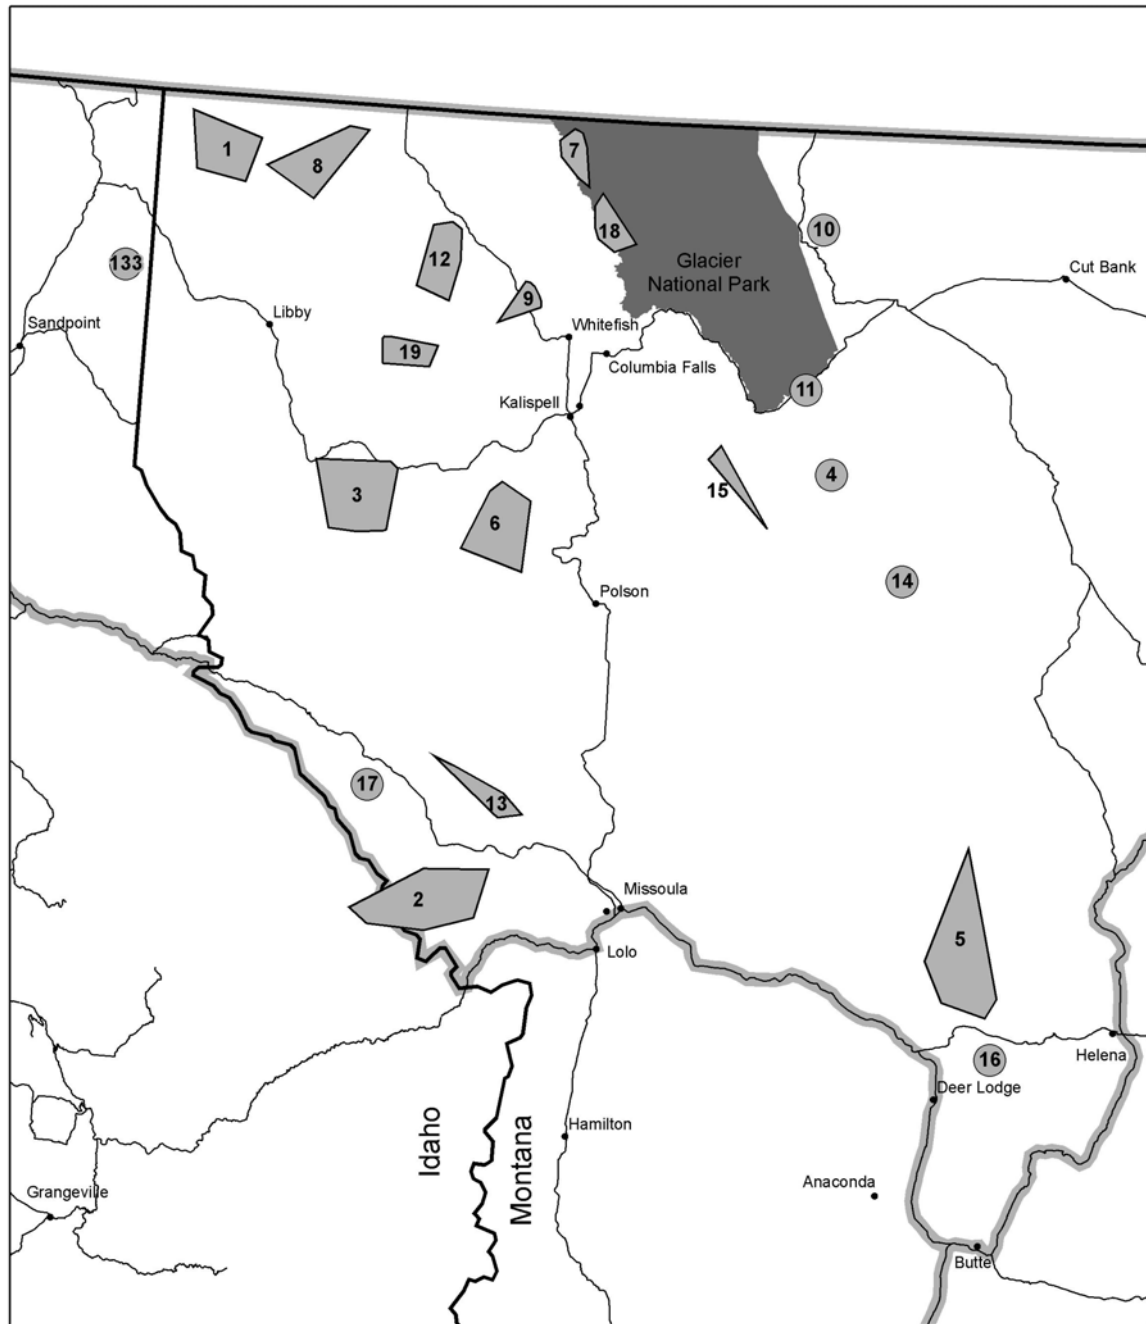 1
8
7
18
10
12
133
Glacier
National Park
Cut Bank
9
Sandpoint
Libby
Whitefish
19
Columbia Falls
11
Kalispell
3
6
15
4
14
Polson
17
13
2
Missoula
5
Lolo
Helena
16
Deer Lodge
Idaho
Montana
Hamilton
Anaconda
Grangeville
Butte